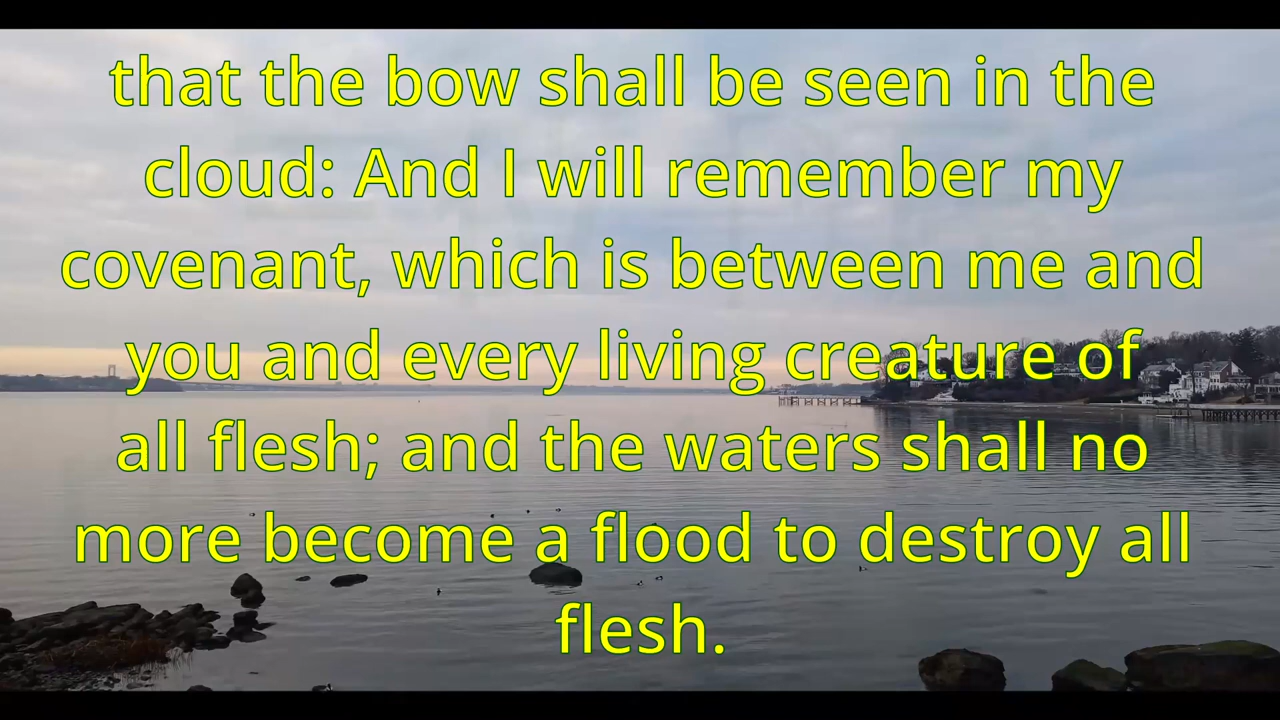 that the bow shall be seen in the
cloud: And I will remember my
covenant, which is between me and
you and every living creature of
all flesh; and the waters shall no
more become a flood to destroy all
flesh.